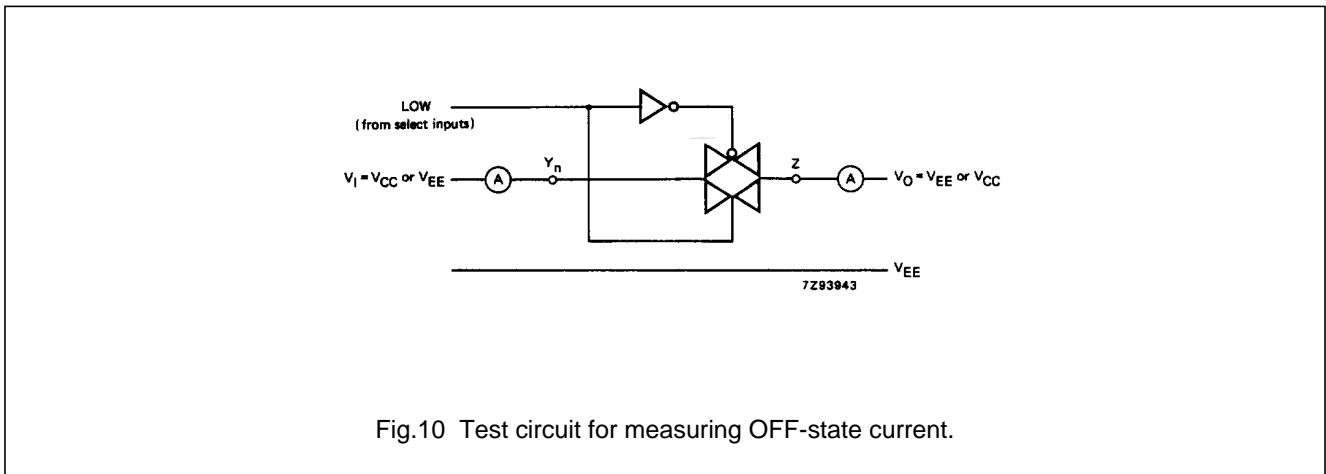 LOW
(from select inputs)
V_I = V_CC or V_EE
A
Y_n
Z
A
V_O = V_EE or V_CC
V_EE
7Z93943
Fig.10 Test circuit for measuring OFF-state current.